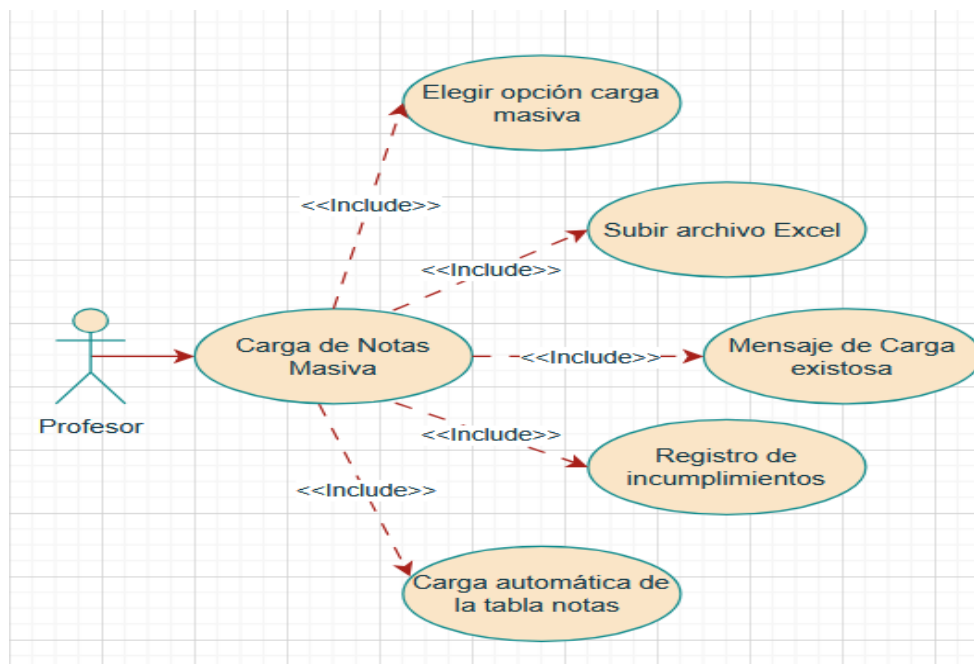 Elegir opción carga
masiva
<<Include>>
Subir archivo Excel
<<Include>>
Carga de Notas
Masiva
<<Include>>
Mensaje de Carga
existosa
Profesor
<<Include>>
Registro de
incumplimientos
<<Include>>
Carga automática de
la tabla notas